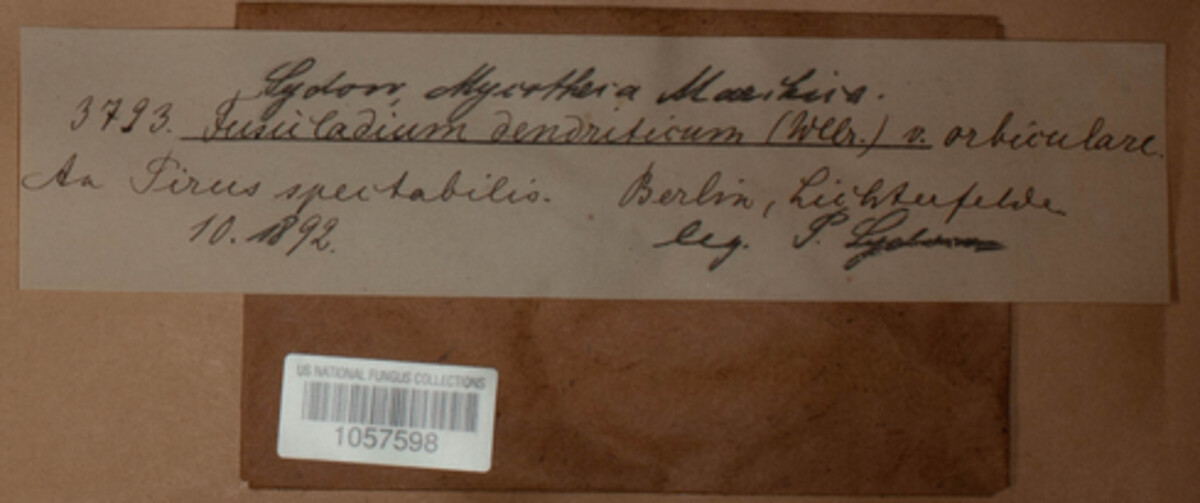 Sydow, Mycotheca Marchica.
3793. Fusicladium dendriticum (Wllr.) v. orbiculare.
An Pirus spectabilis. Berlin, Lichterfelde
10. 1892. leg. P. Sydow
US NATIONAL FUNGUS COLLECTIONS
1057598